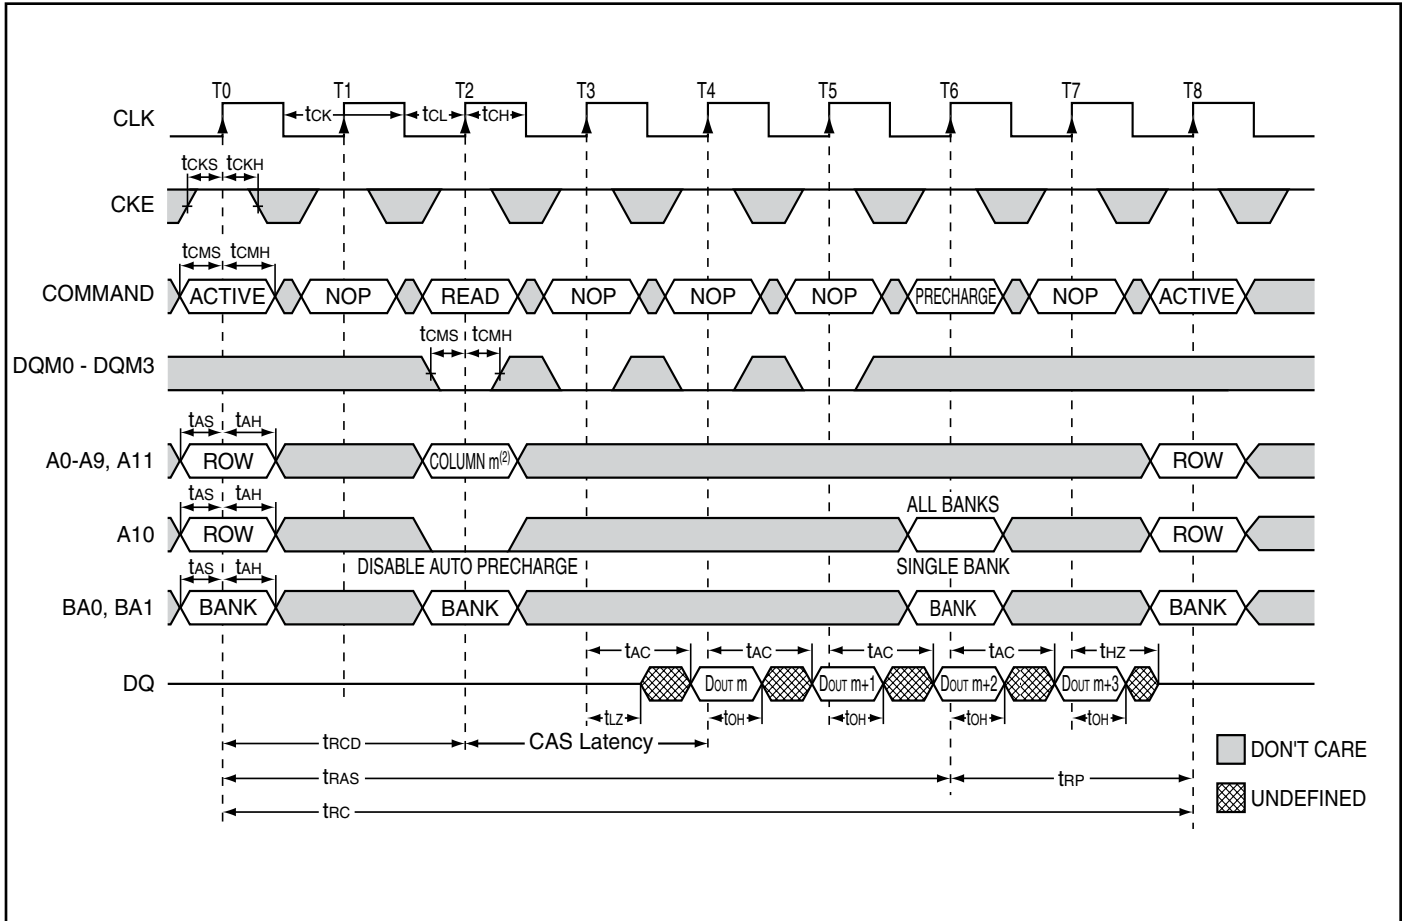 T0 T1 T2 T3 T4 T5 T6 T7 T8
CLK tCK tCL tCH
tCKS tCKH
CKE
tCMS tCMH
COMMAND ACTIVE NOP READ NOP NOP NOP PRECHARGE NOP ACTIVE
tCMS tCMH
DQM0 - DQM3
tAS tAH
A0-A9, A11 ROW COLUMN m(2) ROW
tAS tAH ALL BANKS
A10 ROW ROW
DISABLE AUTO PRECHARGE SINGLE BANK
tAS tAH
BA0, BA1 BANK BANK BANK BANK
tAC tAC tAC tAC tHZ
DQ DOUT m DOUT m+1 DOUT m+2 DOUT m+3
tLZ tOH tOH tOH tOH
tRCD CAS Latency
DON'T CARE
tRAS tRP
UNDEFINED
tRC